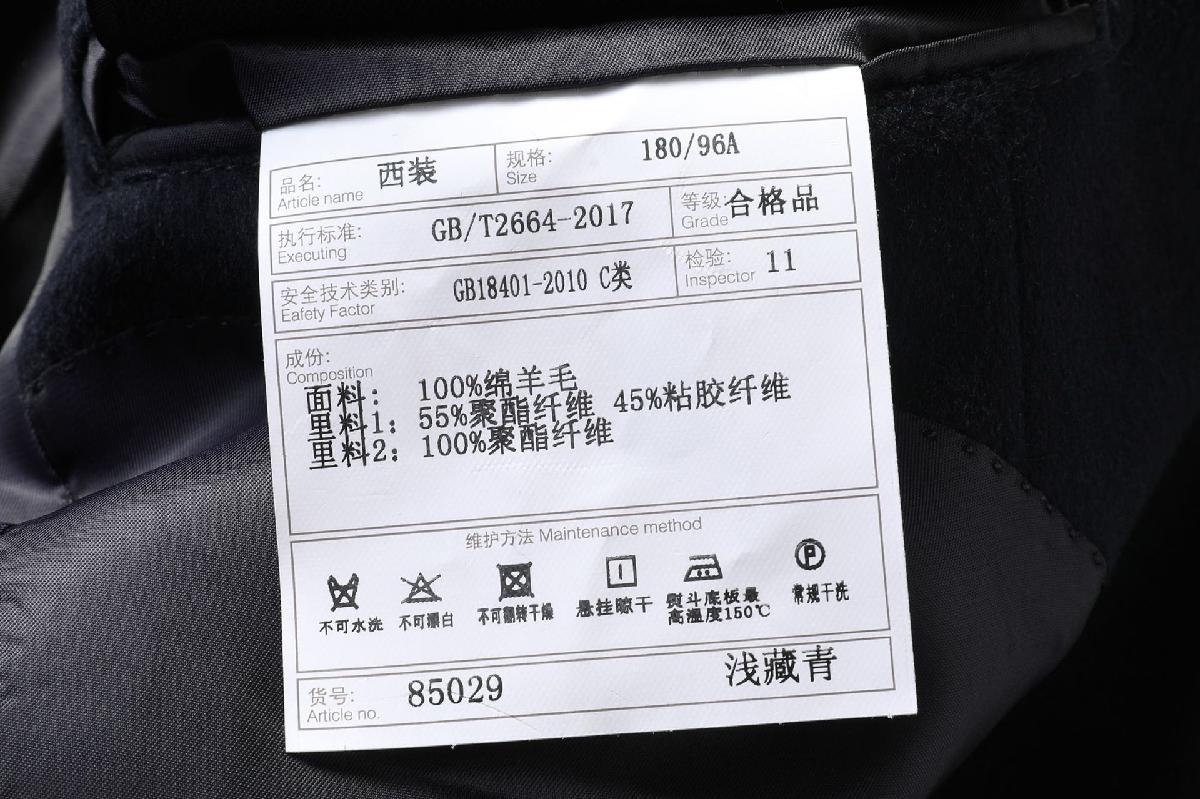 品名: 西装 规格: 180/96A
Article name Size
执行标准: GB/T2664-2017 等级: 合格品
Executing Grade
安全技术类别: GB18401-2010 C类 检验: 11
Eafety Factor Inspector
成份:
Composition
面料: 100%绵羊毛
里料1: 55%聚酯纤维 45%粘胶纤维
里料2: 100%聚酯纤维
维护方法 Maintenance method
P
不可水洗 不可漂白 不可翻转干燥 悬挂晾干 熨斗底板最 常规干洗
高温度150℃
货号: 85029 浅藏青
Article no.